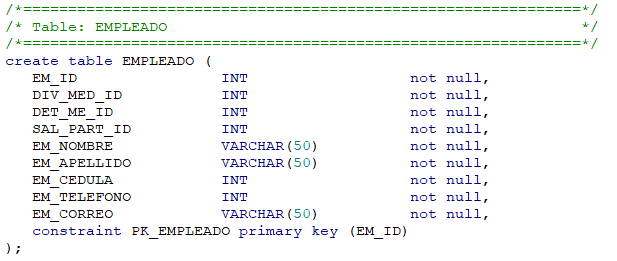 /*==============================================================*/
/* Table: EMPLEADO                                              */
/*==============================================================*/
create table EMPLEADO (
   EM_ID                INT                  not null,
   DIV_MED_ID           INT                  not null,
   DET_ME_ID            INT                  not null,
   SAL_PART_ID          INT                  not null,
   EM_NOMBRE            VARCHAR(50)          not null,
   EM_APELLIDO          VARCHAR(50)          not null,
   EM_CEDULA            INT                  not null,
   EM_TELEFONO          INT                  not null,
   EM_CORREO            VARCHAR(50)          not null,
   constraint PK_EMPLEADO primary key (EM_ID)
);